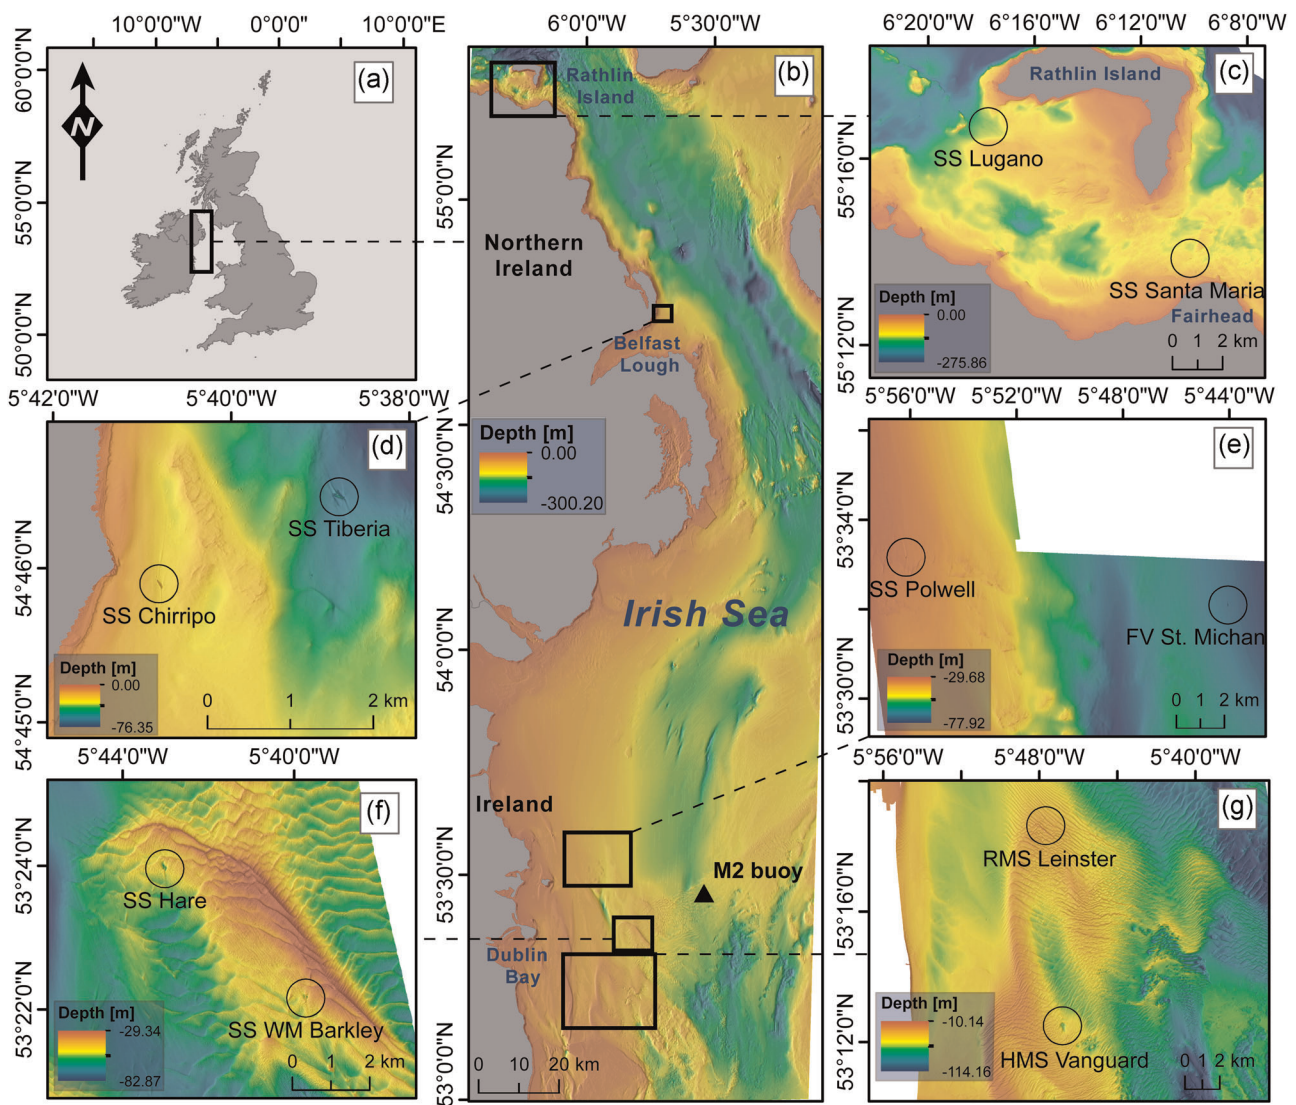 10°0'0"W 0°0'0" 10°0'0"E
60°0'0"N
55°0'0"N
50°0'0"N
(a)
N
6°0'0"W 5°30'0"W
55°0'0"N
54°30'0"N
54°0'0"N
53°30'0"N
53°0'0"N
(b)
Rathlin
Island
Northern
Ireland
Belfast
Lough
Depth [m]
0.00
-300.20
Irish Sea
Ireland
M2 buoy
Dublin
Bay
0 10 20 km
6°20'0"W 6°16'0"W 6°12'0"W 6°8'0"W
55°16'0"N
55°12'0"N
(c)
Rathlin Island
SS Lugano
SS Santa Maria
Fairhead
Depth [m]
0.00
-275.86
0 1 2 km
5°42'0"W 5°40'0"W 5°38'0"W
54°46'0"N
54°45'0"N
(d)
SS Tiberia
SS Chirripo
Depth [m]
0.00
-76.35
0 1 2 km
5°56'0"W 5°52'0"W 5°48'0"W 5°44'0"W
53°34'0"N
53°30'0"N
(e)
SS Polwell
FV St. Michan
Depth [m]
-29.68
-77.92
0 1 2 km
5°44'0"W 5°40'0"W
53°24'0"N
53°22'0"N
(f)
SS Hare
SS WM Barkley
Depth [m]
-29.34
-82.87
0 1 2 km
5°56'0"W 5°48'0"W 5°40'0"W
53°16'0"N
53°12'0"N
(g)
RMS Leinster
HMS Vanguard
Depth [m]
-10.14
-114.16
0 1 2 km